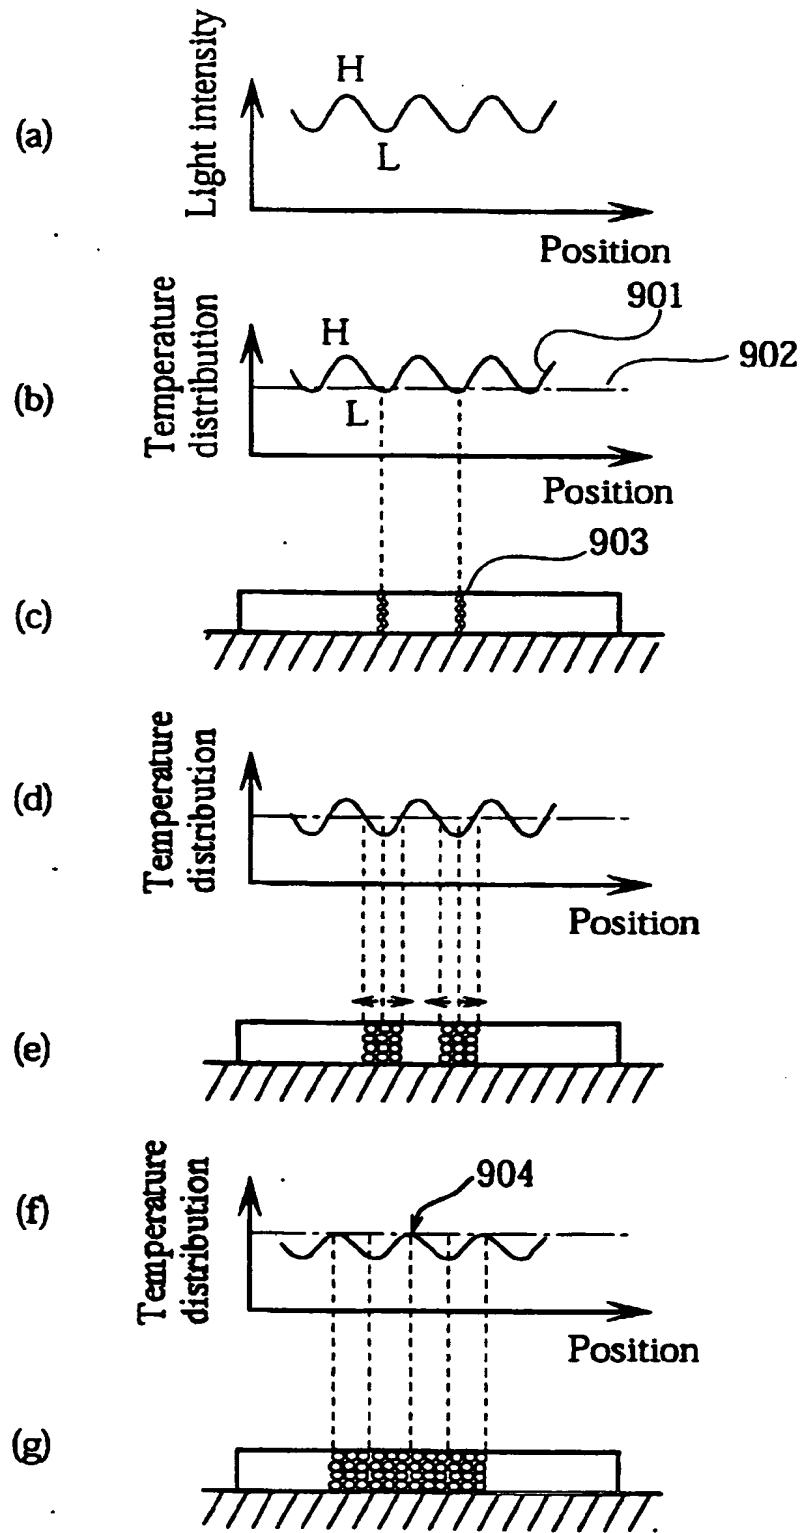 (a)
Light intensity
H
L
Position
(b)
Temperature
distribution
H
L
901
902
Position
(c)
903
(d)
Temperature
distribution
Position
(e)
(f)
Temperature
distribution
904
Position
(g)